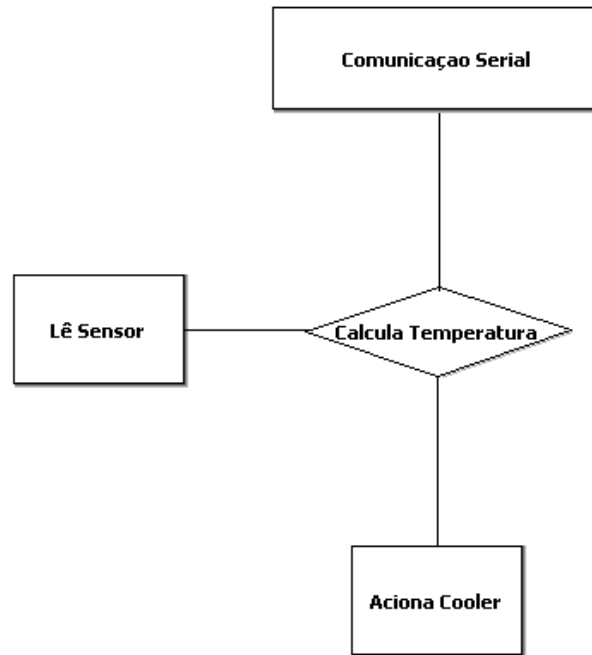 Comunicaçao Serial
Lê Sensor
Calcula Temperatura
Aciona Cooler